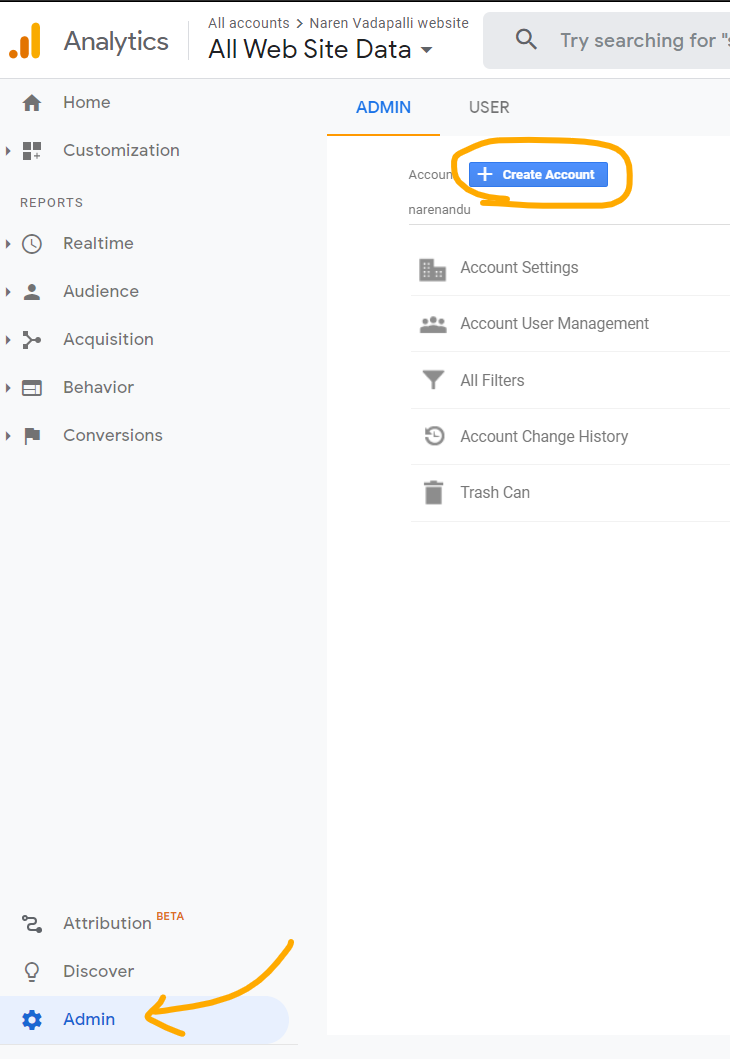 Analytics
All accounts > Naren Vadapalli website
All Web Site Data
Try searching for "
Home
Customization
REPORTS
Realtime
Audience
Acquisition
Behavior
Conversions
Attribution BETA
Discover
Admin
ADMIN USER
Accoun + Create Account
narenandu
Account Settings
Account User Management
All Filters
Account Change History
Trash Can